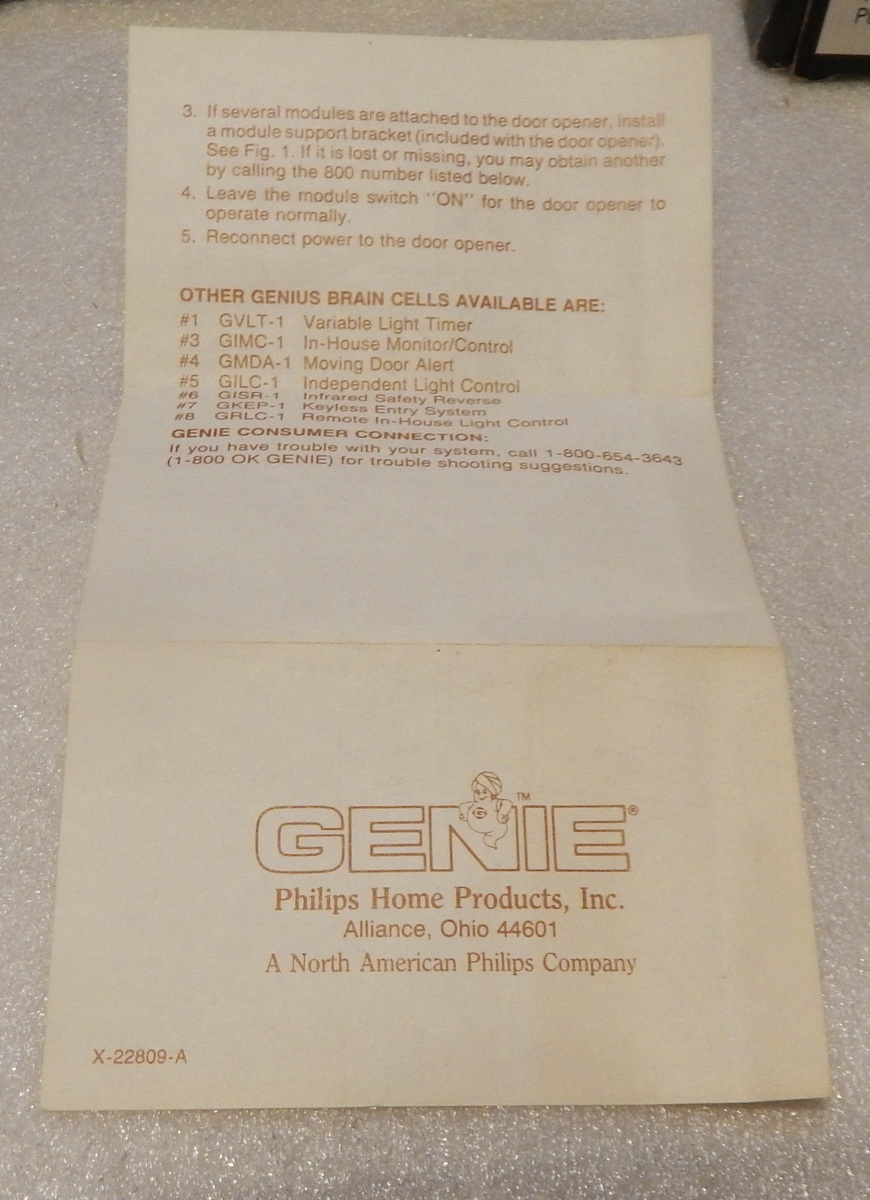 3. If several modules are attached to the door opener, install
a module support bracket (included with the door opener).
See Fig. 1. If it is lost or missing, you may obtain another
by calling the 800 number listed below.
4. Leave the module switch "ON" for the door opener to
operate normally.
5. Reconnect power to the door opener.
OTHER GENIUS BRAIN CELLS AVAILABLE ARE:
#1 GVLT-1 Variable Light Timer
#3 GIMC-1 In-House Monitor/Control
#4 GMDA-1 Moving Door Alert
#5 GILC-1 Independent Light Control
#6 GISR-1 Infrared Safety Reverse
#7 GKEP-1 Keyless Entry System
#8 GRLC-1 Remote In-House Light Control
GENIE CONSUMER CONNECTION:
If you have trouble with your system, call 1-800-654-3643
(1-800 OK GENIE) for trouble shooting suggestions.
GENIE®
G
TM
Philips Home Products, Inc.
Alliance, Ohio 44601
A North American Philips Company
X-22809-A